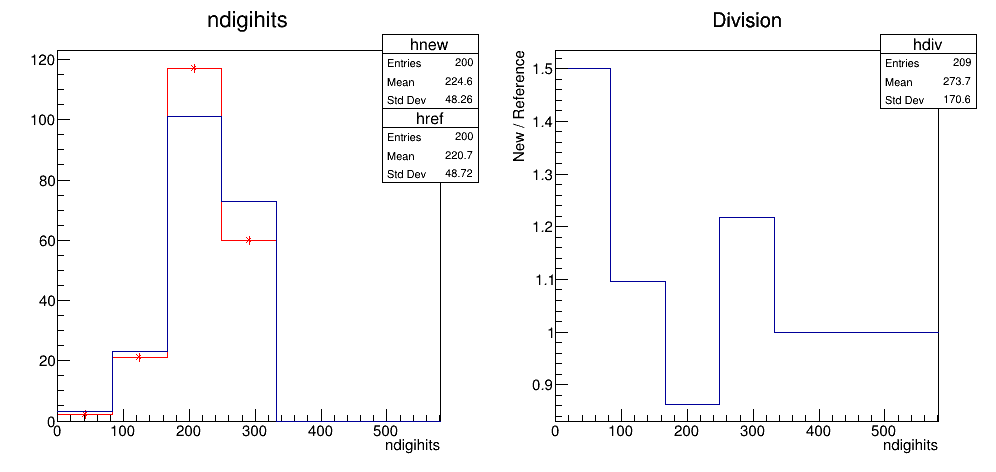 ndigihits
hnew
Entries 200
Mean 224.6
Std Dev 48.26
href
Entries 200
Mean 220.7
Std Dev 48.72
120
100
80
60
40
20
0
0 100 200 300 400 500
ndigihits
Division
hdiv
Entries 209
Mean 273.7
Std Dev 170.6
New / Reference
1.5
1.4
1.3
1.2
1.1
1
0.9
0 100 200 300 400 500
ndigihits